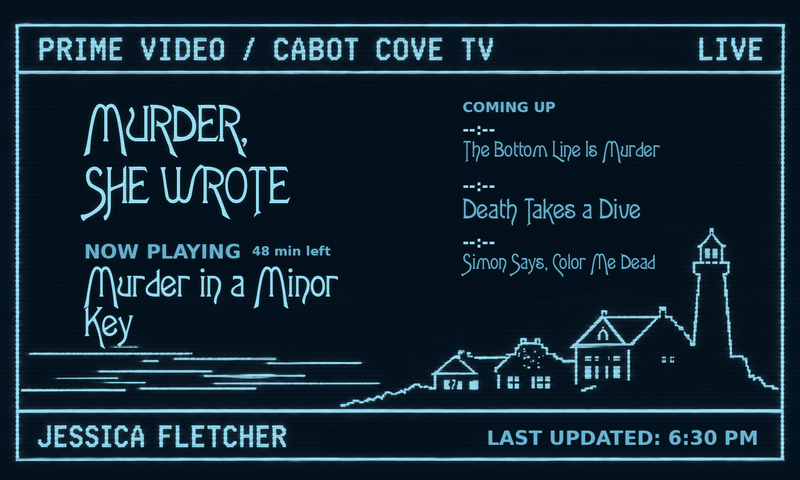 PRIME VIDEO / CABOT COVE TV
LIVE
MURDER,
SHE WROTE
NOW PLAYING 48 min left
Murder in a Minor
Key
COMING UP
--:--
The Bottom Line Is Murder
--:--
Death Takes a Dive
--:--
Simon Says, Color Me Dead
JESSICA FLETCHER
LAST UPDATED: 6:30 PM